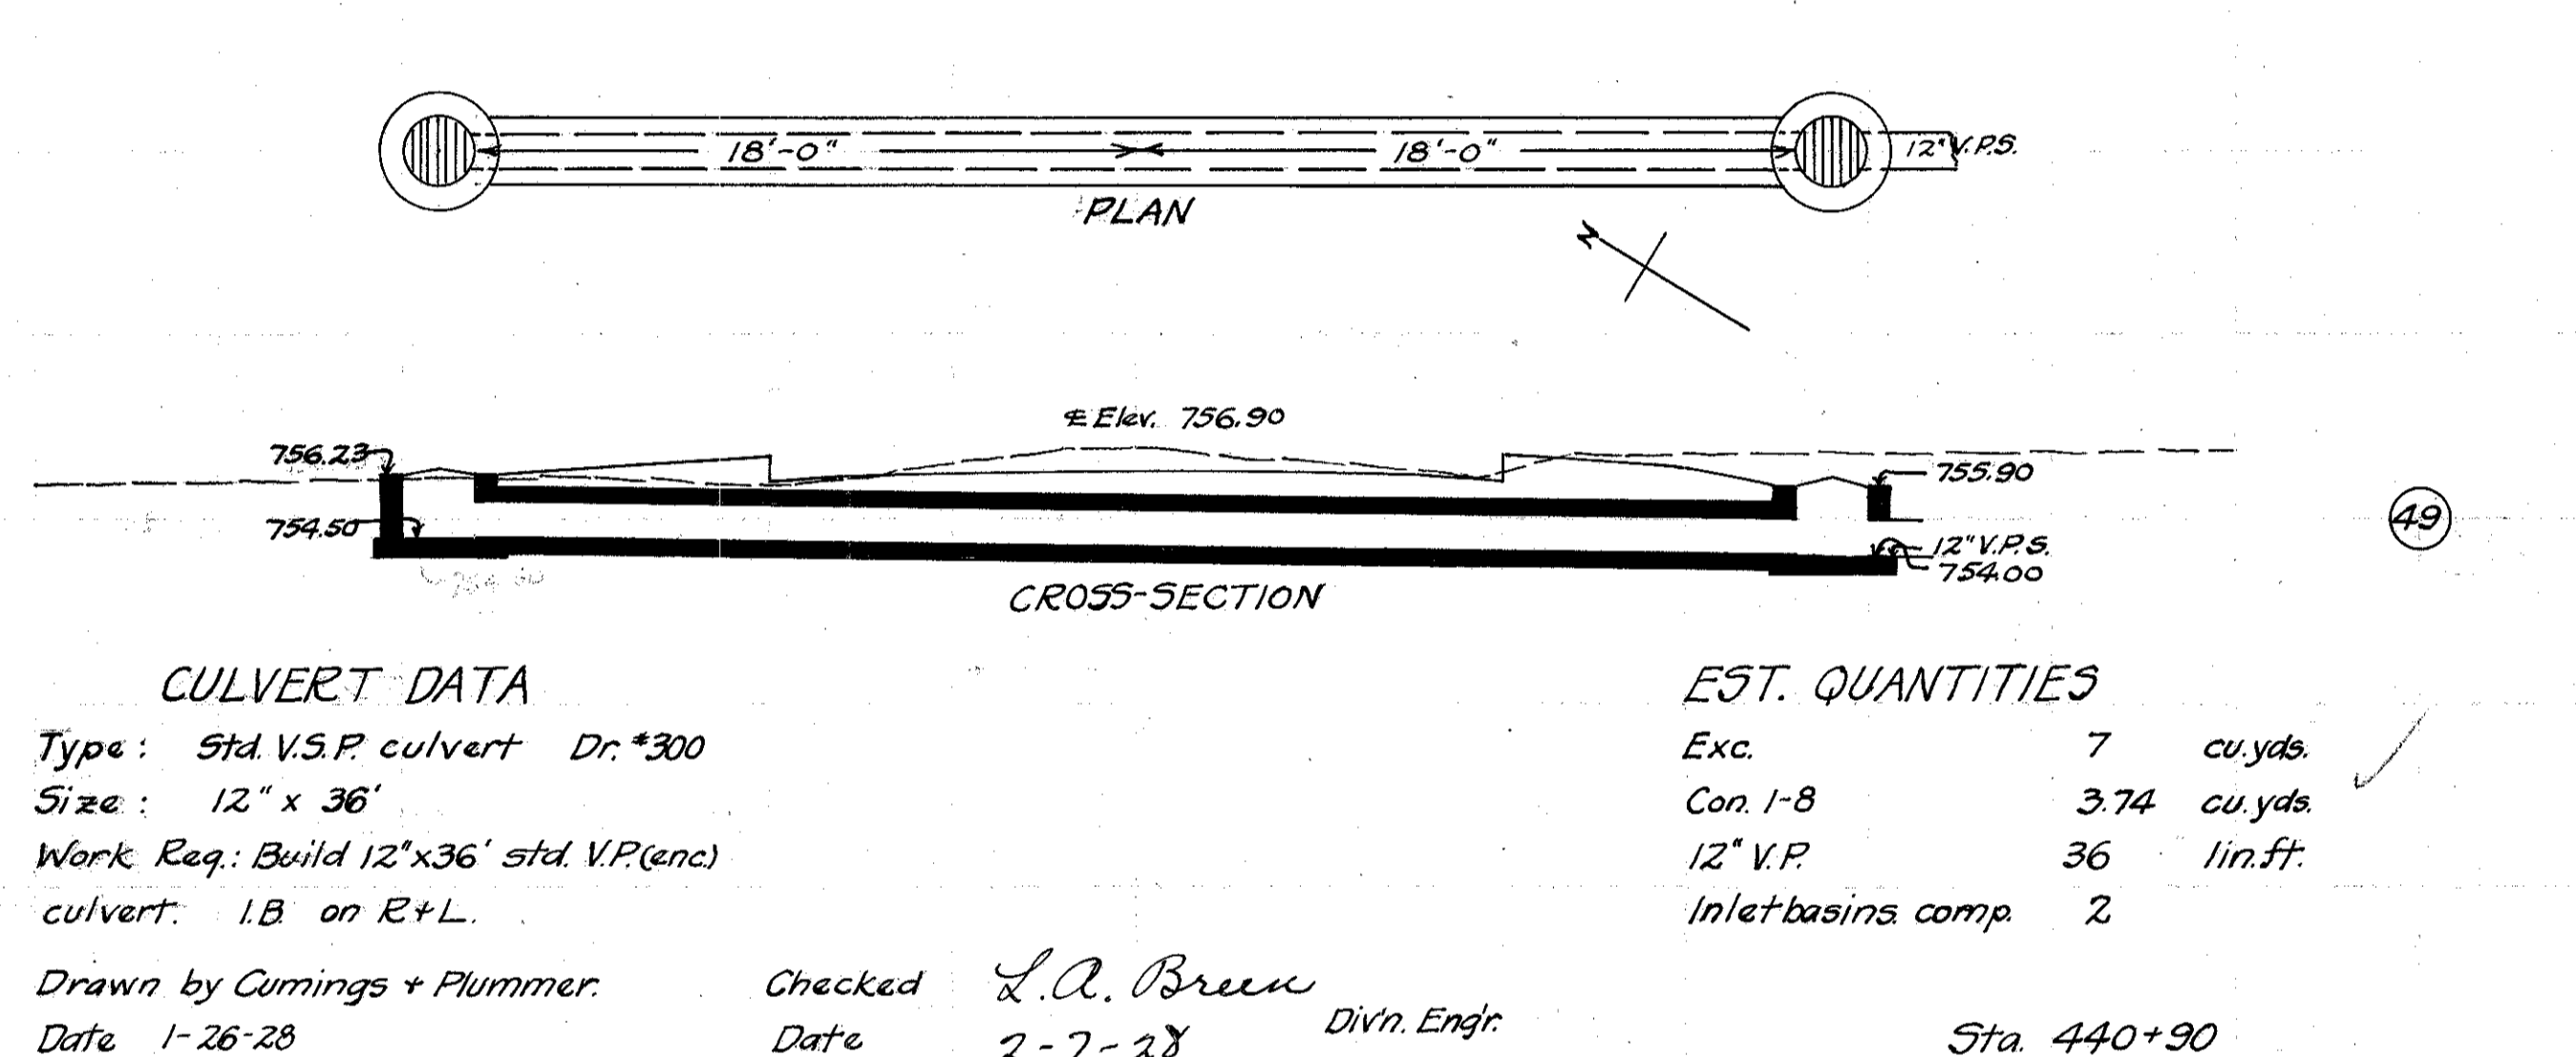 18'-0" 18'-0" 12" V.P.S.
PLAN
N
℄ Elev. 756.90
756.23
755.90
754.50
49
12" V.P.S.
754.00
CROSS-SECTION
CULVERT DATA
Type: Std. V.S.P. culvert Dr. #300
Size: 12" x 36'
Work Req.: Build 12"x36' std. V.P.(enc.)
culvert. I.B. on R+L.
Drawn by Cumings + Plummer.
Date 1-26-28
Checked L.A. Breen
Div'n. Engr.
Date 2-7-28
EST. QUANTITIES
Exc. 7 cu.yds.
Con. 1-8 3.74 cu.yds.
12" V.P. 36 lin.ft.
Inlet basins comp. 2
Sta. 440+90